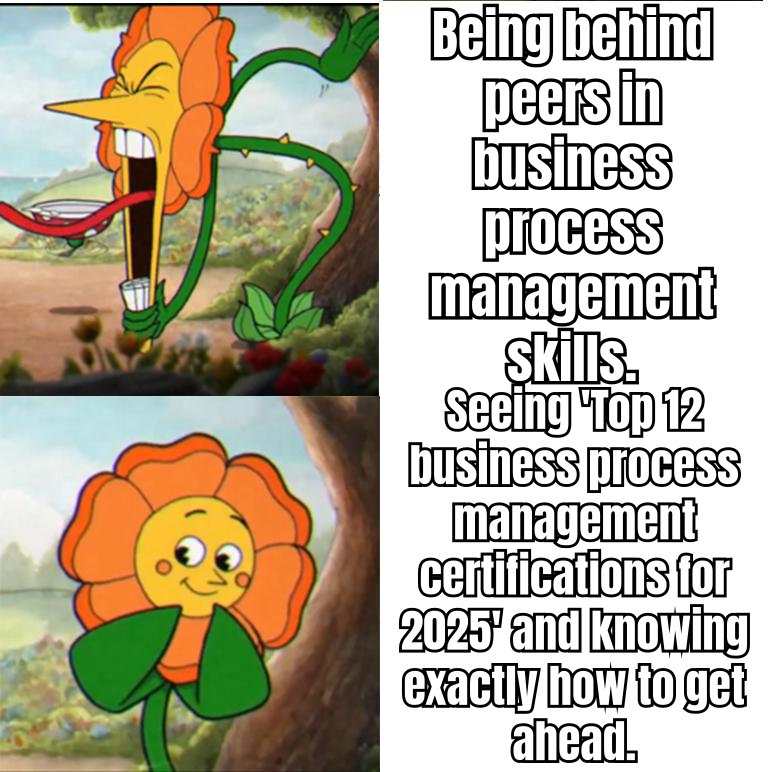 Being behind
peers in
business
process
management
skills.
Seeing 'Top 12
business process
management
certifications for
2025' and knowing
exactly how to get
ahead.